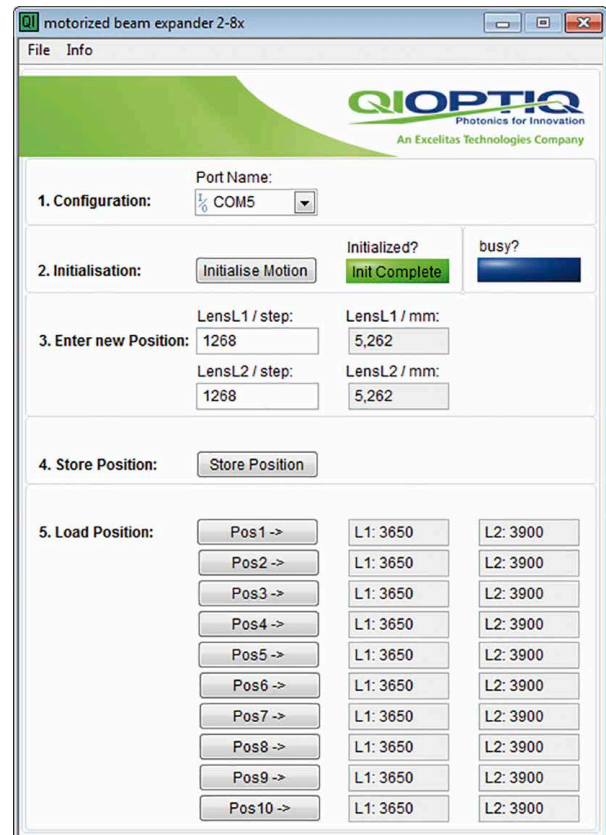 QI motorized beam expander 2-8x
File Info
QIOPTIQ
Photonics for Innovation
An Excelitas Technologies Company
Port Name:
1. Configuration: I/O COM5
Initialized? busy?
2. Initialisation: Initialise Motion Init Complete
LensL1 / step: LensL1 / mm:
3. Enter new Position: 1268 5,262
LensL2 / step: LensL2 / mm:
1268 5,262
4. Store Position: Store Position
5. Load Position: Pos1 -> L1: 3650 L2: 3900
Pos2 -> L1: 3650 L2: 3900
Pos3 -> L1: 3650 L2: 3900
Pos4 -> L1: 3650 L2: 3900
Pos5 -> L1: 3650 L2: 3900
Pos6 -> L1: 3650 L2: 3900
Pos7 -> L1: 3650 L2: 3900
Pos8 -> L1: 3650 L2: 3900
Pos9 -> L1: 3650 L2: 3900
Pos10 -> L1: 3650 L2: 3900